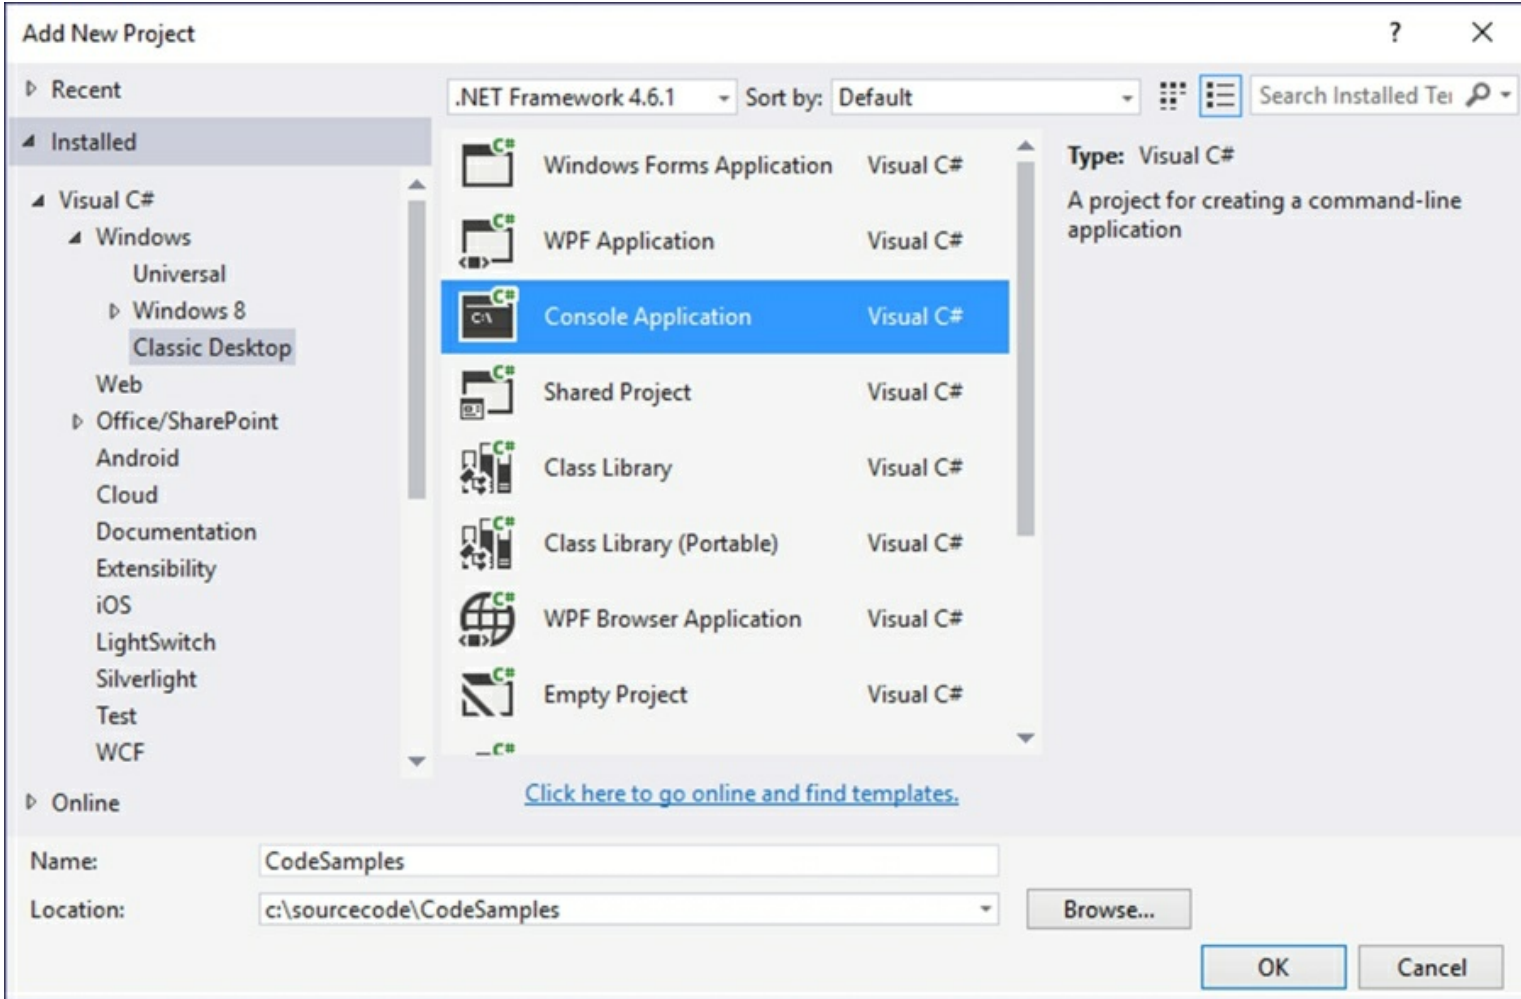 Add New Project
?
Recent
Installed
Visual C#
Windows
Universal
Windows 8
Classic Desktop
Web
Office/SharePoint
Android
Cloud
Documentation
Extensibility
iOS
LightSwitch
Silverlight
Test
WCF
Online
.NET Framework 4.6.1 Sort by: Default
Search Installed Te
C# Windows Forms Application Visual C#
C# WPF Application Visual C#
C# C:\ Console Application Visual C#
C# Shared Project Visual C#
C# Class Library Visual C#
C# Class Library (Portable) Visual C#
C# WPF Browser Application Visual C#
C# Empty Project Visual C#
C#
Click here to go online and find templates.
Type: Visual C#
A project for creating a command-line
application
Name: CodeSamples
Location: c:\sourcecode\CodeSamples Browse...
OK Cancel